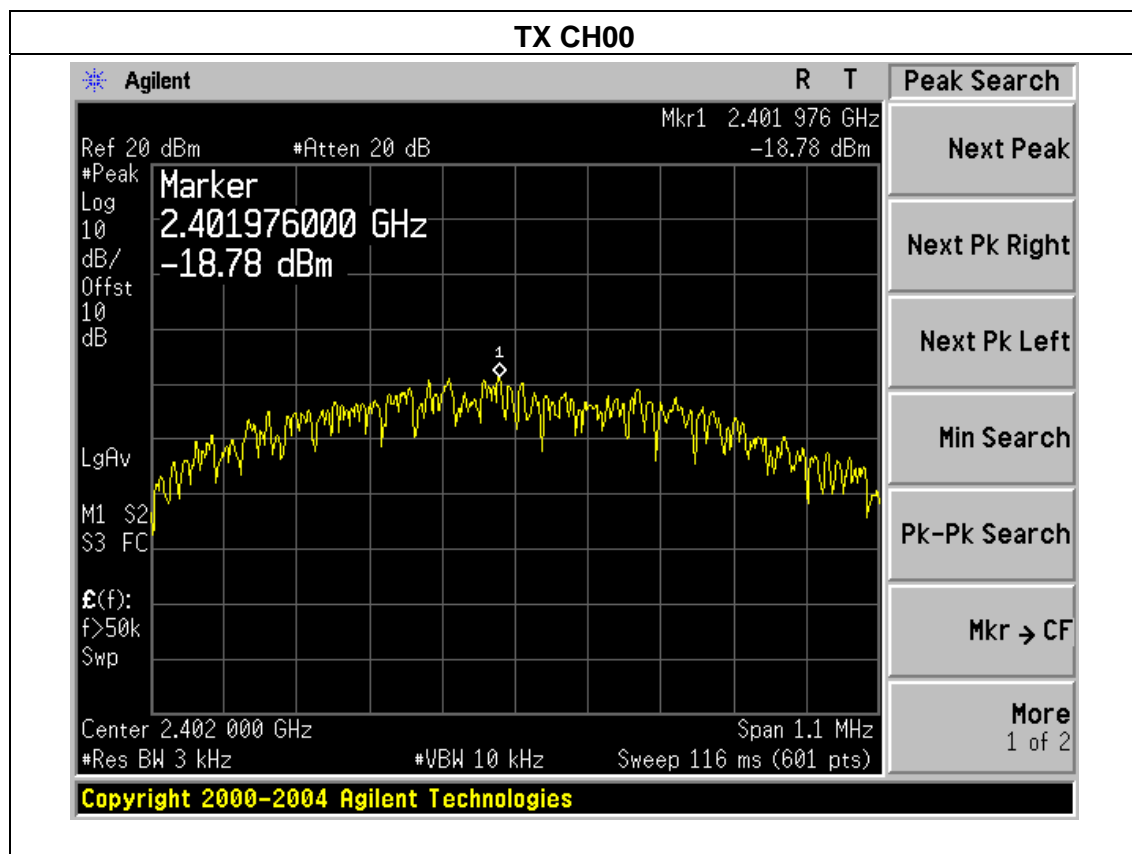 TX CH00
Agilent
R T
Peak Search
Mkr1 2.401 976 GHz
Ref 20 dBm #Atten 20 dB -18.78 dBm
#Peak
Log
10
dB/
Offst
10
dB
Marker
2.401976000 GHz
-18.78 dBm
1
LgAv
M1 S2
S3 FC
£(f):
f>50k
Swp
Center 2.402 000 GHz Span 1.1 MHz
#Res BW 3 kHz #VBW 10 kHz Sweep 116 ms (601 pts)
Next Peak
Next Pk Right
Next Pk Left
Min Search
Pk-Pk Search
Mkr → CF
More
1 of 2
Copyright 2000-2004 Agilent Technologies